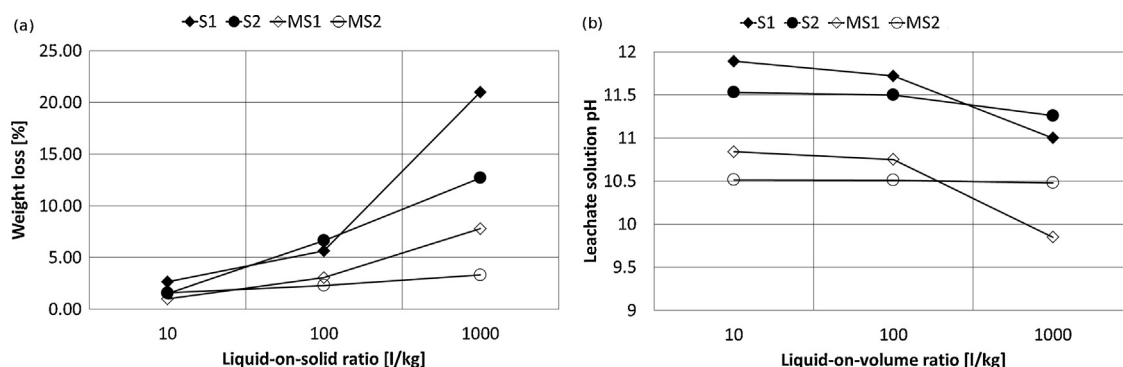 (a)
S1 S2 MS1 MS2
25.00
20.00
15.00
10.00
5.00
0.00
Weight loss [%]
10 100 1000
Liquid-on-solid ratio [l/kg]
(b)
S1 S2 MS1 MS2
12
11.5
11
10.5
10
9.5
9
Leachate solution pH
10 100 1000
Liquid-on-volume ratio [l/kg]